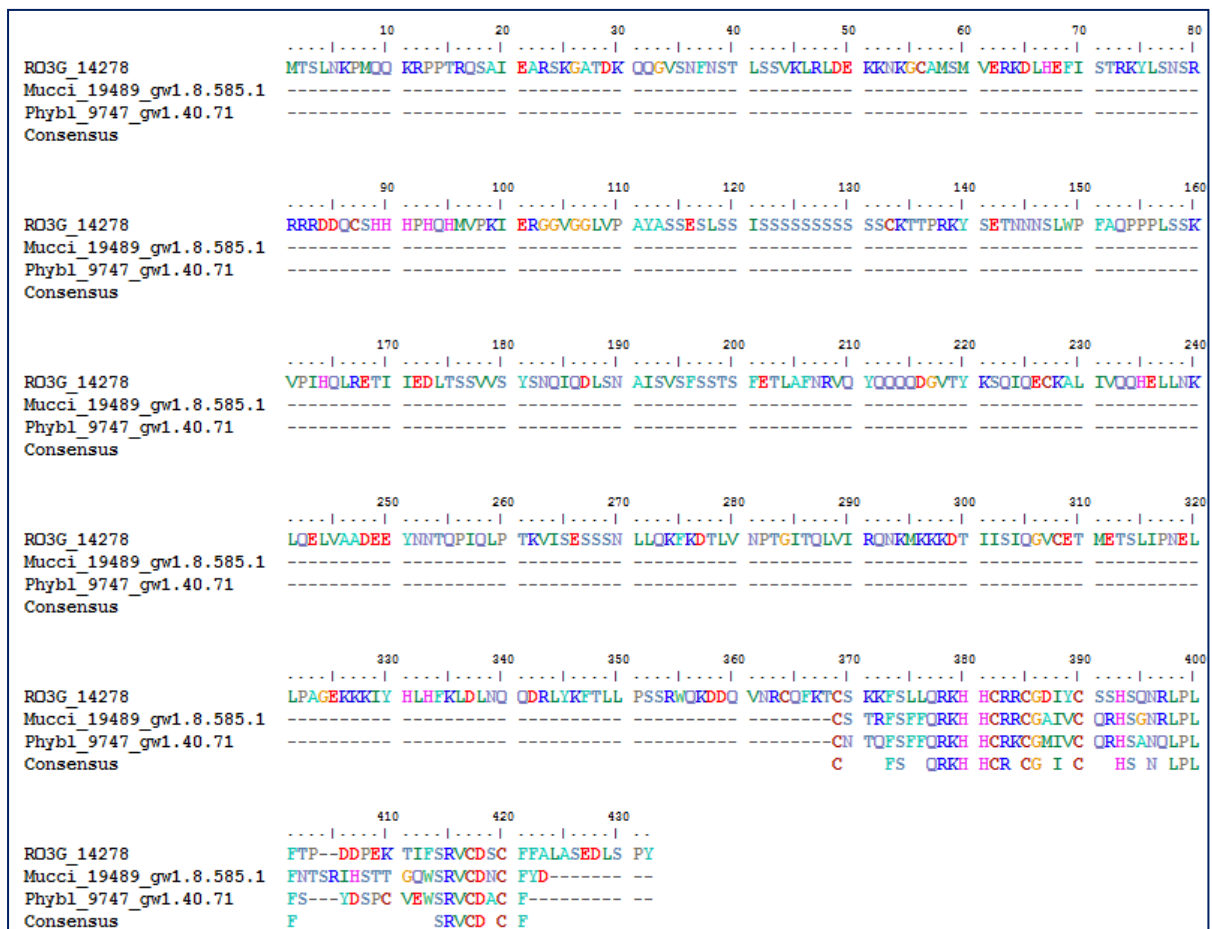 10 20 30 40 50 60 70 80
....|....| ....|....| ....|....| ....|....| ....|....| ....|....| ....|....| ....|....|
RO3G_14278 MTSLNKPMQQ KRPPTRQSAI EARSKGATDK QQGVSNFNST LSSVKLRLDE KKNKGCAMSM VERKDLHEFI STRKYLSNSR
Mucci_19489_gw1.8.585.1 ---------- ---------- ---------- ---------- ---------- ---------- ---------- ----------
Phybl_9747_gw1.40.71 ---------- ---------- ---------- ---------- ---------- ---------- ---------- ----------
Consensus
90 100 110 120 130 140 150 160
....|....| ....|....| ....|....| ....|....| ....|....| ....|....| ....|....| ....|....|
RO3G_14278 RRRDDQCSHH HPHQHMVPKI ERGGVGGLVP AYASSESLSS ISSSSSSSSS SSCKTTPRKY SETNNNSLWP FAQPPPLSSK
Mucci_19489_gw1.8.585.1 ---------- ---------- ---------- ---------- ---------- ---------- ---------- ----------
Phybl_9747_gw1.40.71 ---------- ---------- ---------- ---------- ---------- ---------- ---------- ----------
Consensus
170 180 190 200 210 220 230 240
....|....| ....|....| ....|....| ....|....| ....|....| ....|....| ....|....| ....|....|
RO3G_14278 VPIHQLRETI IEDLTSSVVS YSNQIQDLSN AISVSFSSTS FETLAFNRVQ YQQQQDGVTY KSQIQECKAL IVQQHELLNK
Mucci_19489_gw1.8.585.1 ---------- ---------- ---------- ---------- ---------- ---------- ---------- ----------
Phybl_9747_gw1.40.71 ---------- ---------- ---------- ---------- ---------- ---------- ---------- ----------
Consensus
250 260 270 280 290 300 310 320
....|....| ....|....| ....|....| ....|....| ....|....| ....|....| ....|....| ....|....|
RO3G_14278 LQELVAADEE YNNTQPIQLP TKVISESSSN LLQKFKDTLV NPTGITQLVI RQNKMKKKDT IISIQGVCET METSLIPNEL
Mucci_19489_gw1.8.585.1 ---------- ---------- ---------- ---------- ---------- ---------- ---------- ----------
Phybl_9747_gw1.40.71 ---------- ---------- ---------- ---------- ---------- ---------- ---------- ----------
Consensus
330 340 350 360 370 380 390 400
....|....| ....|....| ....|....| ....|....| ....|....| ....|....| ....|....| ....|....|
RO3G_14278 LPAGEKKKIY HLHFKLDLNQ QDRLYKFTLL PSSRWQKDDQ VNRCQFKTCS KKFSLLQRKH HCRRCGDIYC SSHSQNRLPL
Mucci_19489_gw1.8.585.1 ---------- ---------- ---------- ---------- --------CS TRFSFFQRKH HCRRCGAIVC QRHSGNRLPL
Phybl_9747_gw1.40.71 ---------- ---------- ---------- ---------- --------CN TQFSFFQRKH HCRKCGMIVC QRHSANQLPL
Consensus C FS QRKH HCR CG I C HS N LPL
410 420 430
....|....| ....|....| ....|....| ..
RO3G_14278 FTP--DDPEK TIFSRVCDSC FFALASEDLS PY
Mucci_19489_gw1.8.585.1 FNTSRIHSTT GQWSRVCDNC FYD------- --
Phybl_9747_gw1.40.71 FS---YDSPC VEWSRVCDAC F--------- --
Consensus F SRVCD C F